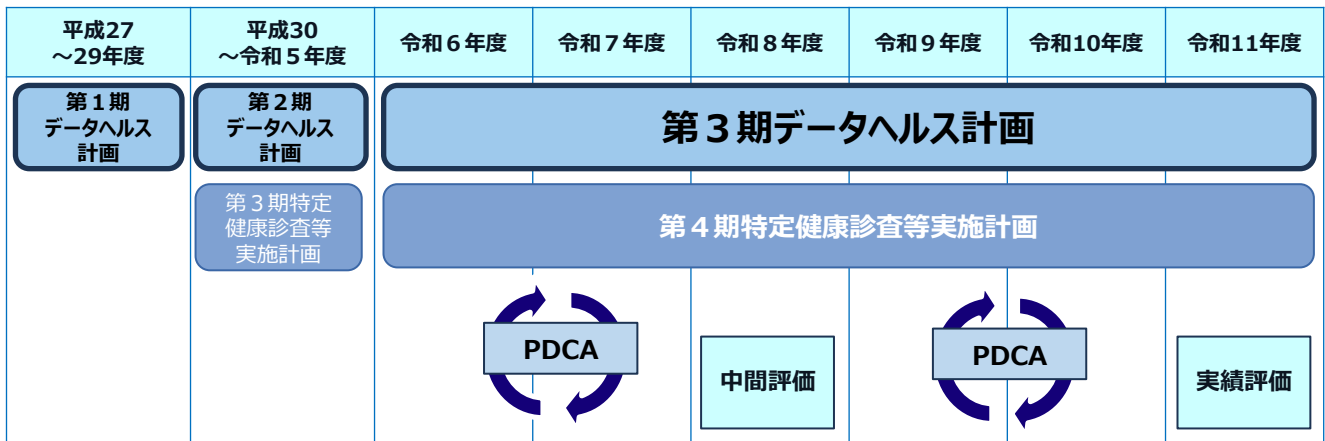 平成27
～29年度
平成30
～令和５年度
令和６年度
令和７年度
令和８年度
令和９年度
令和10年度
令和11年度
第１期
データヘルス
計画
第２期
データヘルス
計画
第３期データヘルス計画
第３期特定
健康診査等
実施計画
第４期特定健康診査等実施計画
PDCA
中間評価
PDCA
実績評価